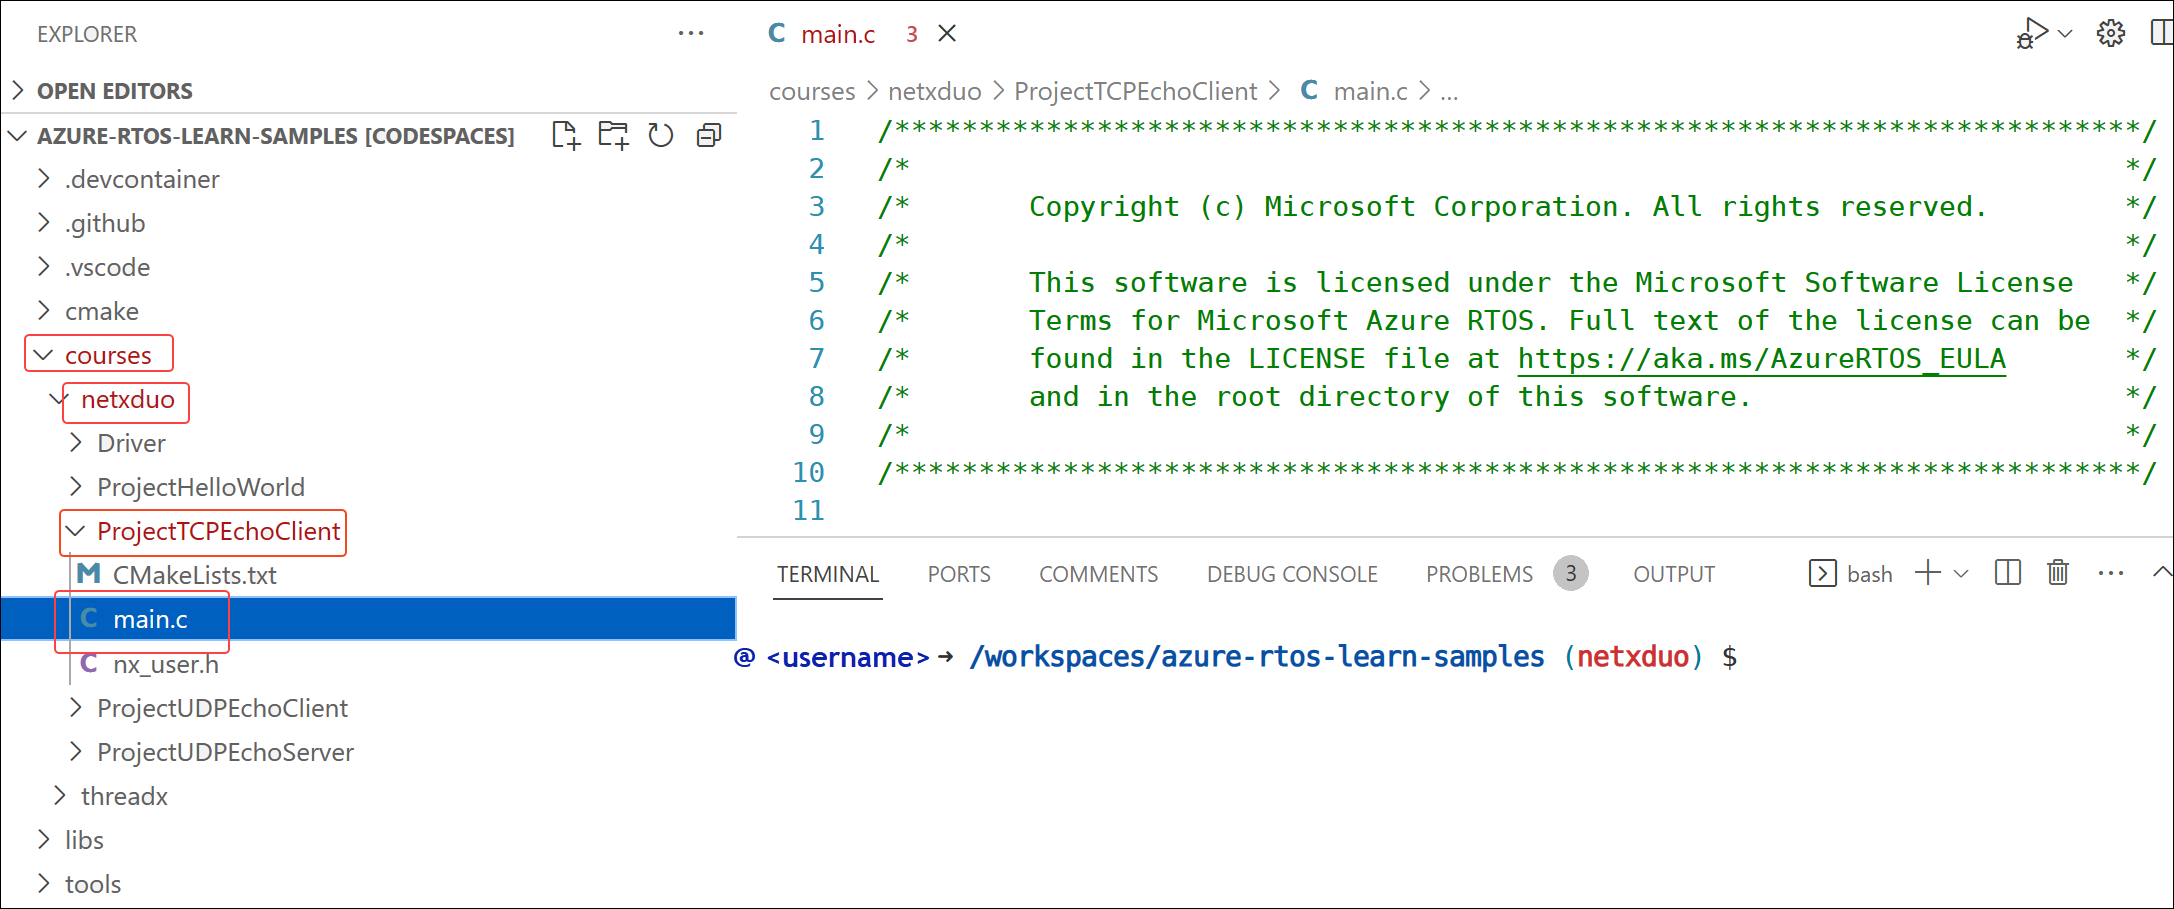 EXPLORER
OPEN EDITORS
AZURE-RTOS-LEARN-SAMPLES [CODESPACES]
.devcontainer
.github
.vscode
cmake
courses
netxduo
Driver
ProjectHelloWorld
ProjectTCPEchoClient
M CMakeLists.txt
C main.c
C nx_user.h
ProjectUDPEchoClient
ProjectUDPEchoServer
threadx
libs
tools
C main.c 3
courses > netxduo > ProjectTCPEchoClient > C main.c > ...
1 /**************************************************************************/
2 /* */
3 /* Copyright (c) Microsoft Corporation. All rights reserved. */
4 /* */
5 /* This software is licensed under the Microsoft Software License */
6 /* Terms for Microsoft Azure RTOS. Full text of the license can be */
7 /* found in the LICENSE file at https://aka.ms/AzureRTOS_EULA */
8 /* and in the root directory of this software. */
9 /* */
10 /**************************************************************************/
11
TERMINAL PORTS COMMENTS DEBUG CONSOLE PROBLEMS 3 OUTPUT bash
@ <username> → /workspaces/azure-rtos-learn-samples (netxduo) $